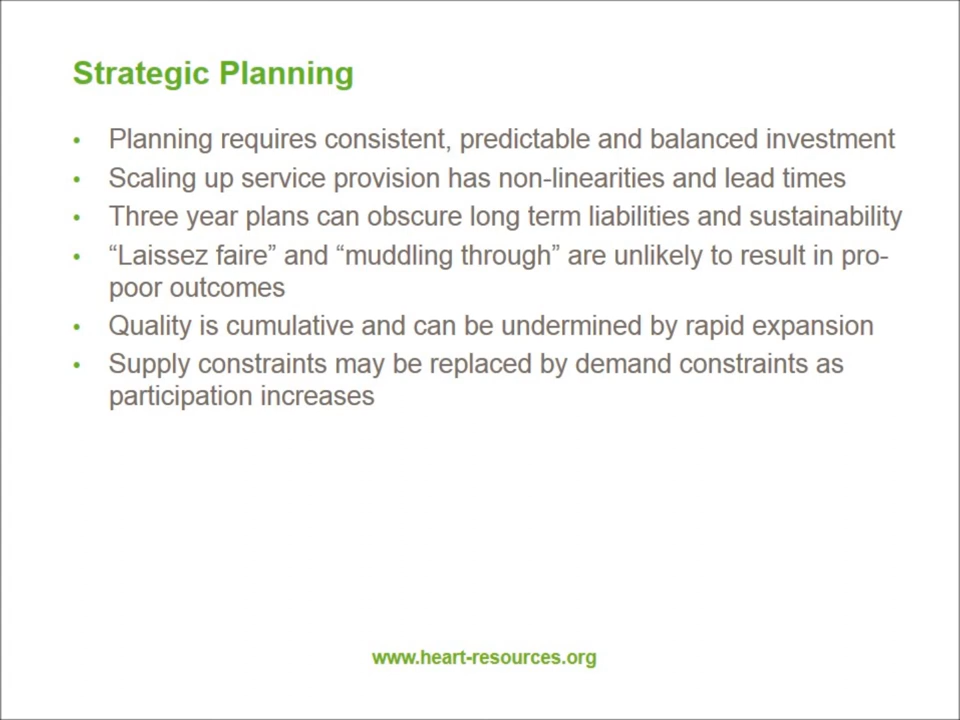 Strategic Planning
• Planning requires consistent, predictable and balanced investment
• Scaling up service provision has non-linearities and lead times
• Three year plans can obscure long term liabilities and sustainability
• “Laissez faire” and “muddling through” are unlikely to result in pro-
poor outcomes
• Quality is cumulative and can be undermined by rapid expansion
• Supply constraints may be replaced by demand constraints as
participation increases
www.heart-resources.org